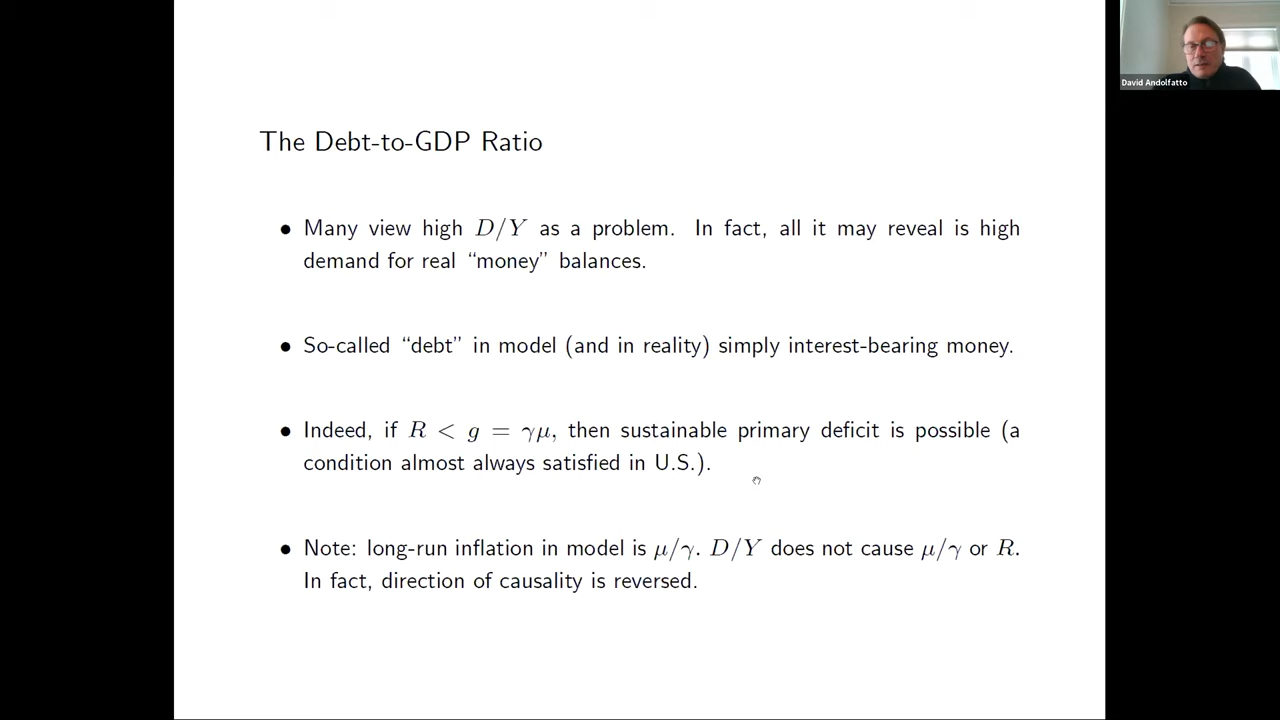 David Andolfatto
The Debt-to-GDP Ratio
• Many view high D/Y as a problem. In fact, all it may reveal is high
demand for real “money” balances.
• So-called “debt” in model (and in reality) simply interest-bearing money.
• Indeed, if R < g = γμ, then sustainable primary deficit is possible (a
condition almost always satisfied in U.S.).
• Note: long-run inflation in model is μ/γ. D/Y does not cause μ/γ or R.
In fact, direction of causality is reversed.